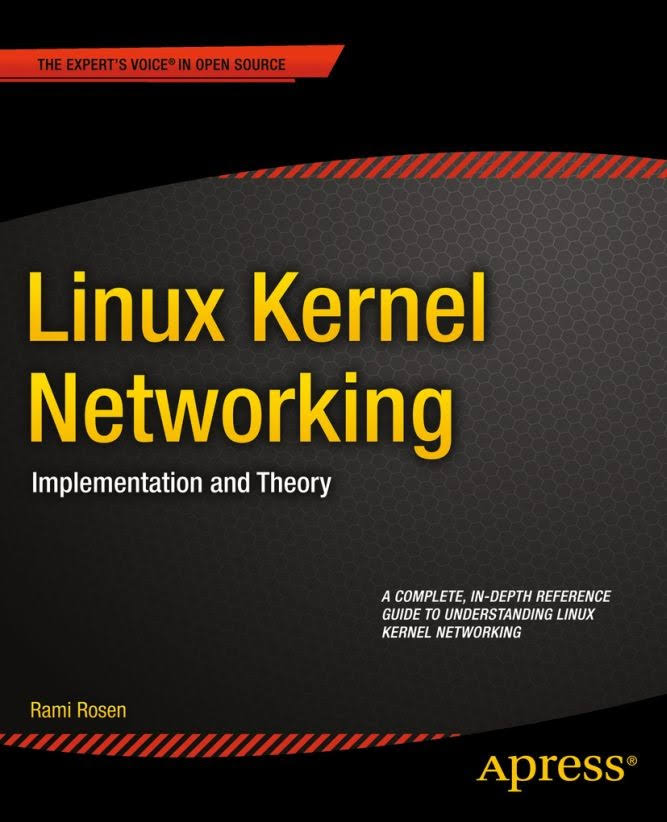 THE EXPERT'S VOICE® IN OPEN SOURCE
Linux Kernel
Networking
Implementation and Theory
A COMPLETE, IN-DEPTH REFERENCE
GUIDE TO UNDERSTANDING LINUX
KERNEL NETWORKING
Rami Rosen
Apress®